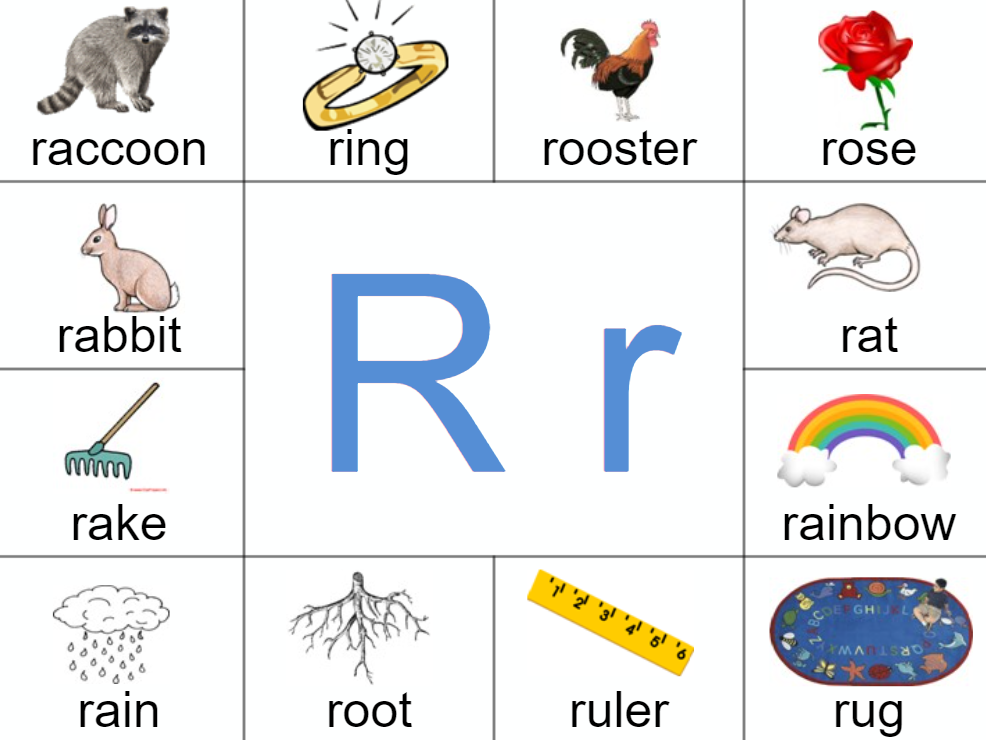 raccoon
ring
rooster
rose
rabbit
R r
rat
rake
rainbow
rain
root
ruler
1 2 3 4 5 6
rug